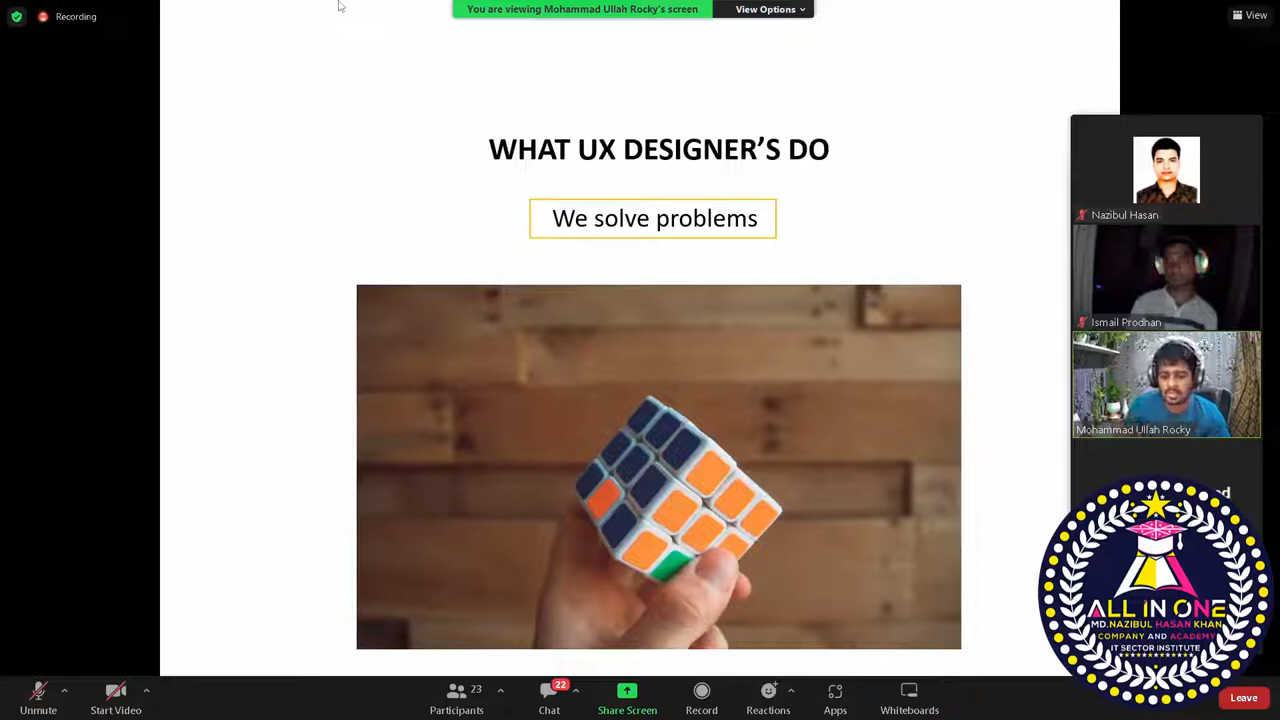 Recording
You are viewing Mohammad Ullah Rocky's screen
View Options
View
WHAT UX DESIGNER'S DO
We solve problems
Nazibul Hasan
Ismail Prodhan
Mohammad Ullah Rocky
ALL IN ONE
MD.NAZIBUL HASAN KHAN
COMPANY AND ACADEMY
IT SECTOR INSTITUTE
Unmute
Start Video
23
Participants
22
Chat
Share Screen
Record
Reactions
Apps
Whiteboards
Leave